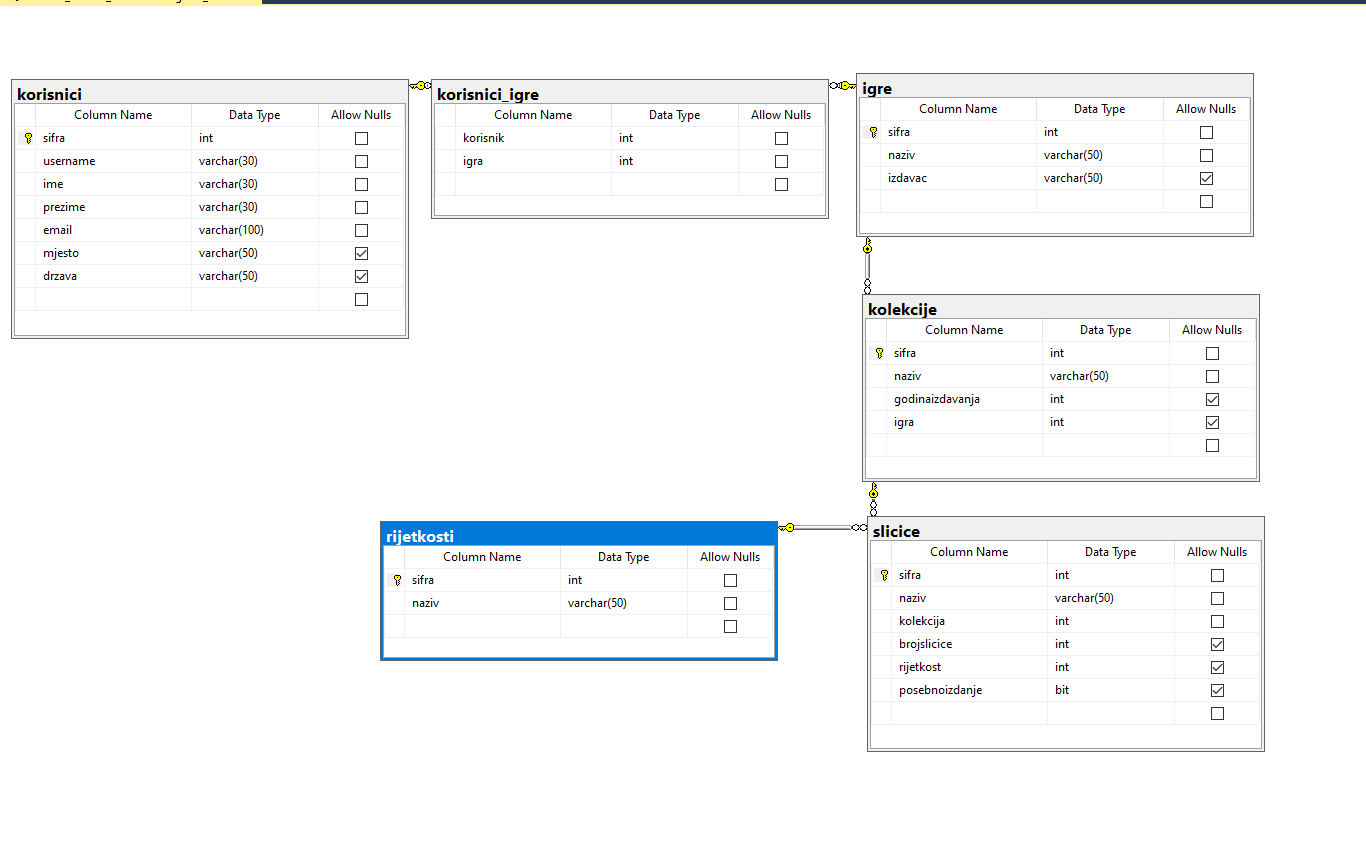 korisnici
Column Name Data Type Allow Nulls
sifra int
username varchar(30)
ime varchar(30)
prezime varchar(30)
email varchar(100)
mjesto varchar(50)
drzava varchar(50)
korisnici_igre
Column Name Data Type Allow Nulls
korisnik int
igra int
igre
Column Name Data Type Allow Nulls
sifra int
naziv varchar(50)
izdavac varchar(50)
kolekcije
Column Name Data Type Allow Nulls
sifra int
naziv varchar(50)
godinaizdavanja int
igra int
rijetkosti
Column Name Data Type Allow Nulls
sifra int
naziv varchar(50)
slicice
Column Name Data Type Allow Nulls
sifra int
naziv varchar(50)
kolekcija int
brojslicice int
rijetkost int
posebnoizdanje bit